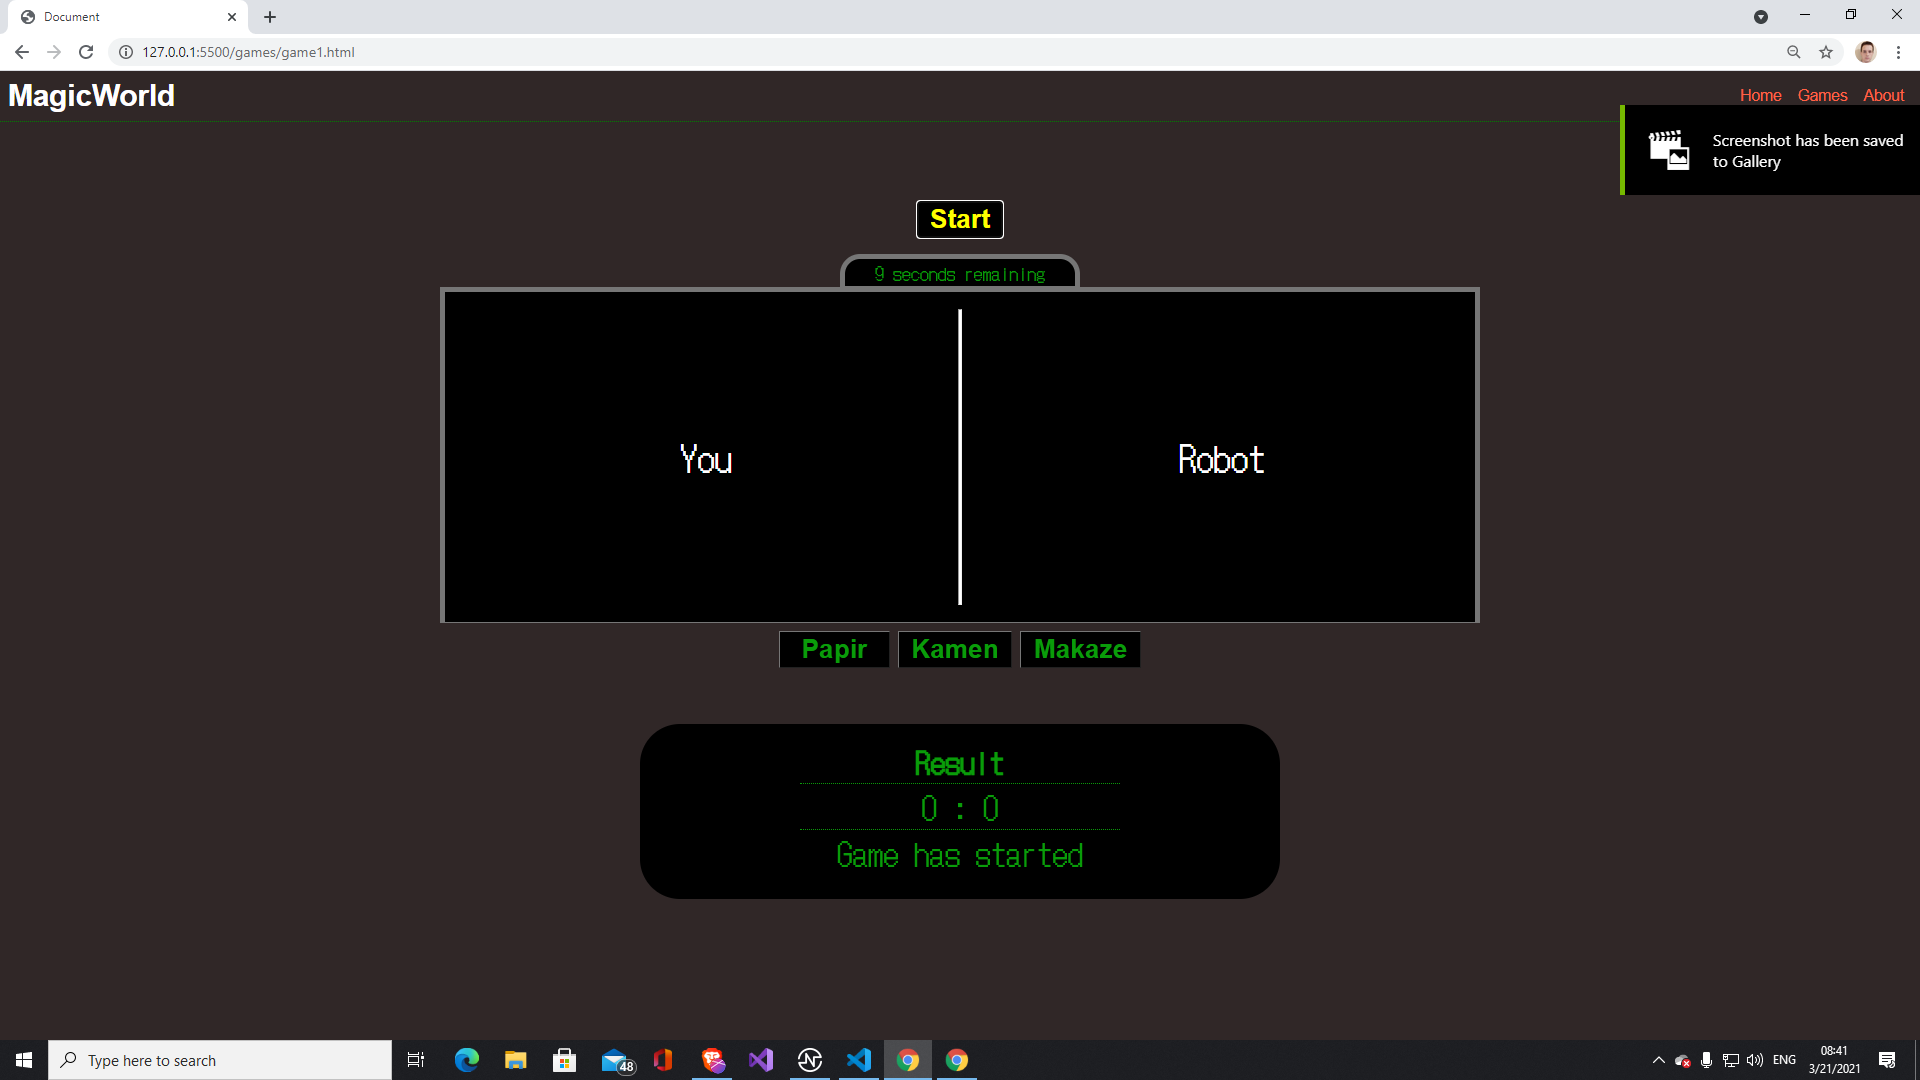 Document
127.0.0.1:5500/games/game1.html
MagicWorld
Home Games About
Screenshot has been saved
to Gallery
Start
9 seconds remaining
You
Robot
Papir Kamen Makaze
Result
0 : 0
Game has started
Type here to search
48
ENG
08:41
3/21/2021